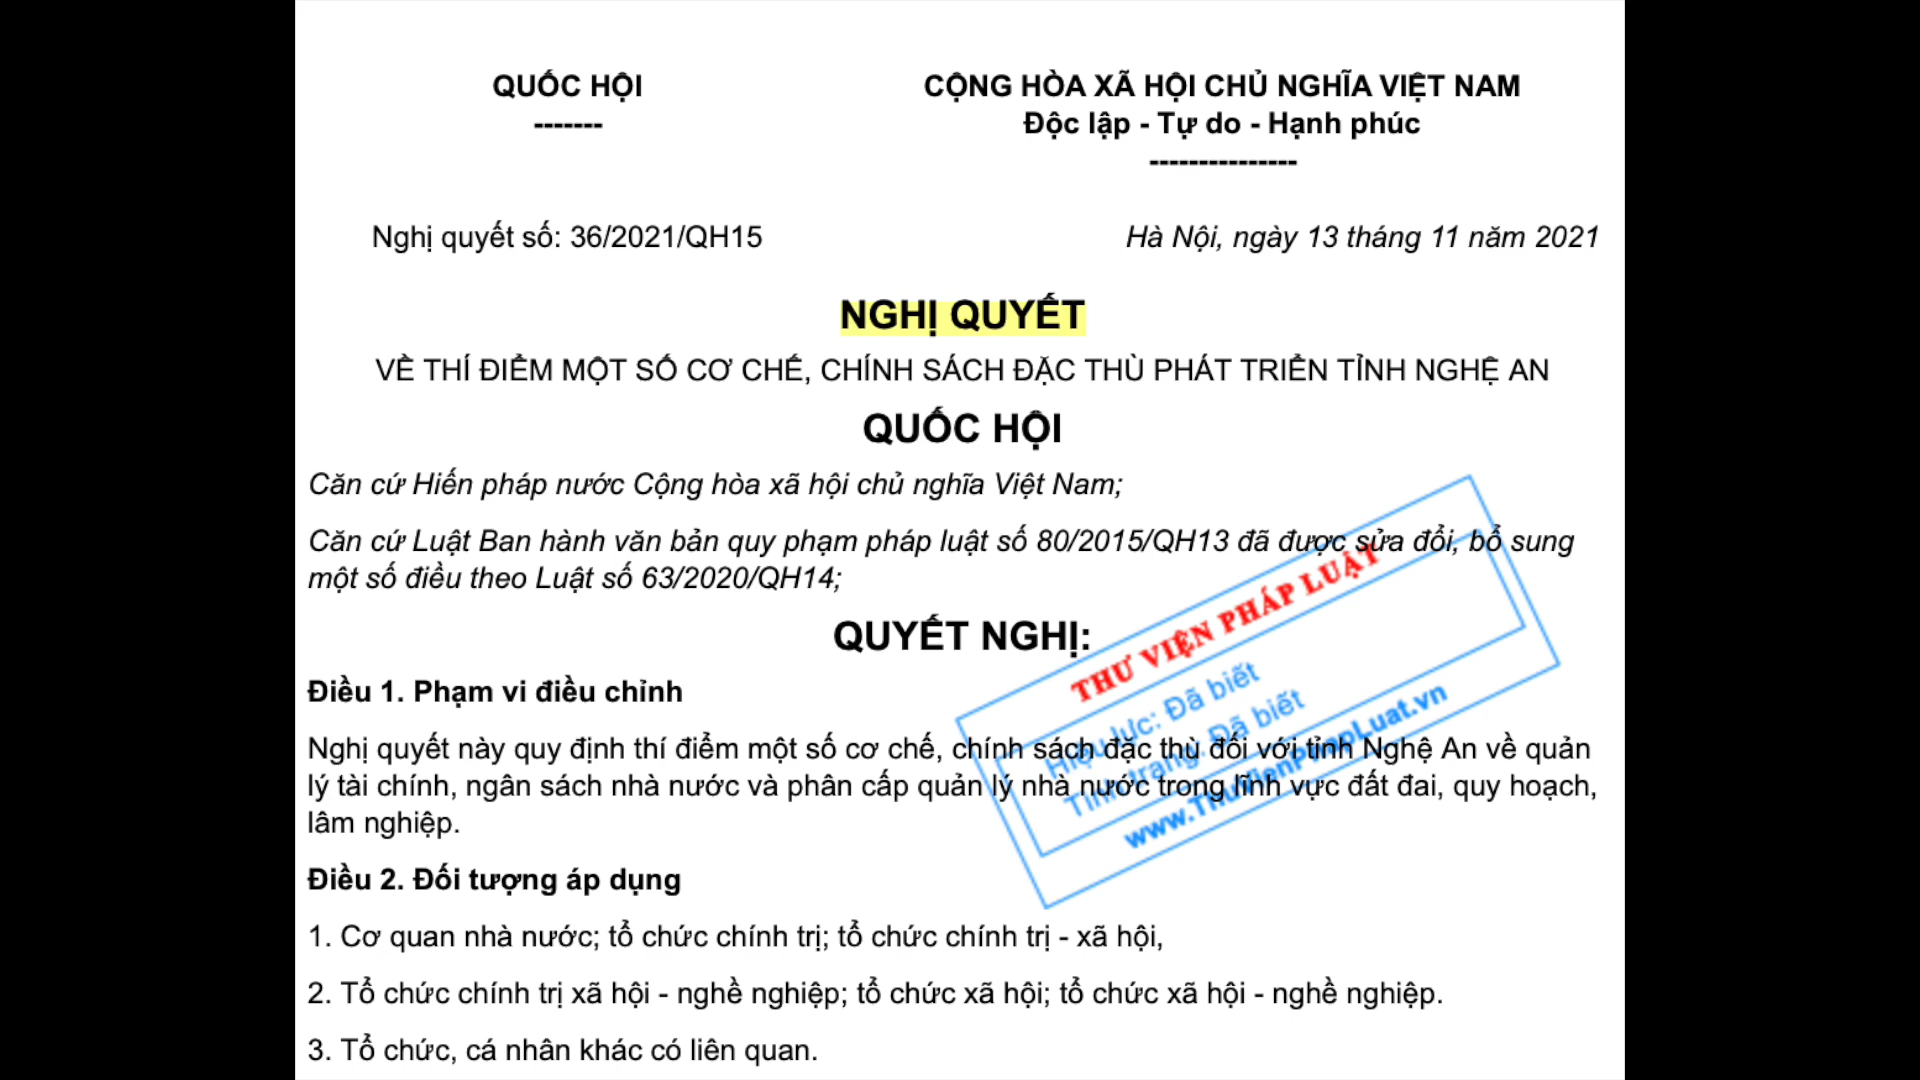 QUỐC HỘI
-------
CỘNG HÒA XÃ HỘI CHỦ NGHĨA VIỆT NAM
Độc lập - Tự do - Hạnh phúc
---------------
Nghị quyết số: 36/2021/QH15
Hà Nội, ngày 13 tháng 11 năm 2021
NGHỊ QUYẾT
VỀ THÍ ĐIỂM MỘT SỐ CƠ CHẾ, CHÍNH SÁCH ĐẶC THÙ PHÁT TRIỂN TỈNH NGHỆ AN
QUỐC HỘI
Căn cứ Hiến pháp nước Cộng hòa xã hội chủ nghĩa Việt Nam;
Căn cứ Luật Ban hành văn bản quy phạm pháp luật số 80/2015/QH13 đã được sửa đổi, bổ sung
một số điều theo Luật số 63/2020/QH14;
QUYẾT NGHỊ:
Điều 1. Phạm vi điều chỉnh
Nghị quyết này quy định thí điểm một số cơ chế, chính sách đặc thù đối với tỉnh Nghệ An về quản
lý tài chính, ngân sách nhà nước và phân cấp quản lý nhà nước trong lĩnh vực đất đai, quy hoạch,
lâm nghiệp.
Điều 2. Đối tượng áp dụng
1. Cơ quan nhà nước; tổ chức chính trị; tổ chức chính trị - xã hội,
2. Tổ chức chính trị xã hội - nghề nghiệp; tổ chức xã hội; tổ chức xã hội - nghề nghiệp.
3. Tổ chức, cá nhân khác có liên quan.
THƯ VIỆN PHÁP LUẬT
Hiệu lực: Đã biết
Tình trạng: Đã biết
www.ThuVienPhapLuat.vn